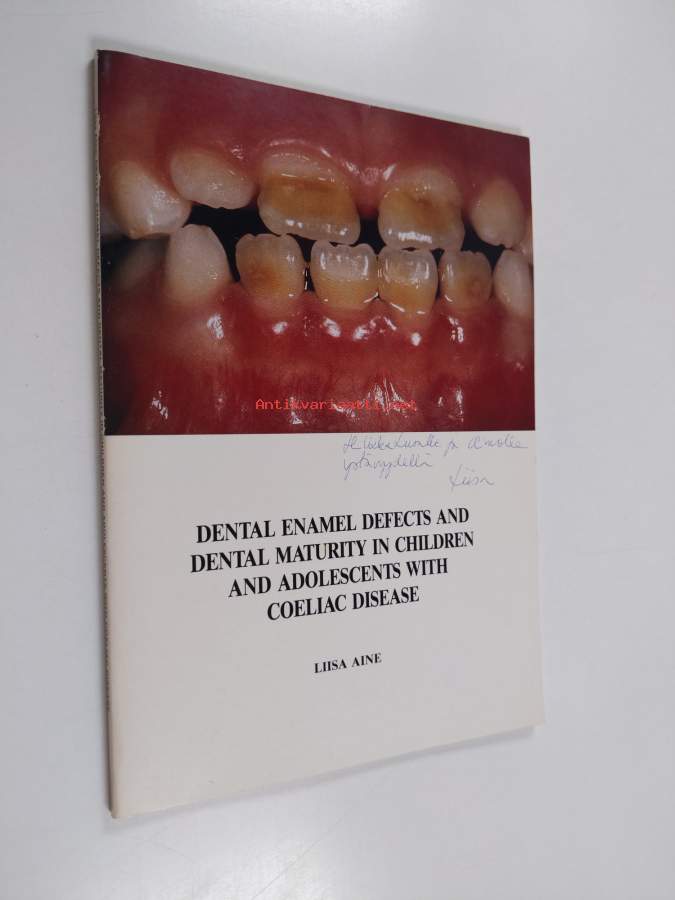 Antikvariaatti.net
ja
ystävyydellä
Liisa
DENTAL ENAMEL DEFECTS AND
DENTAL MATURITY IN CHILDREN
AND ADOLESCENTS WITH
COELIAC DISEASE
LIISA AINE